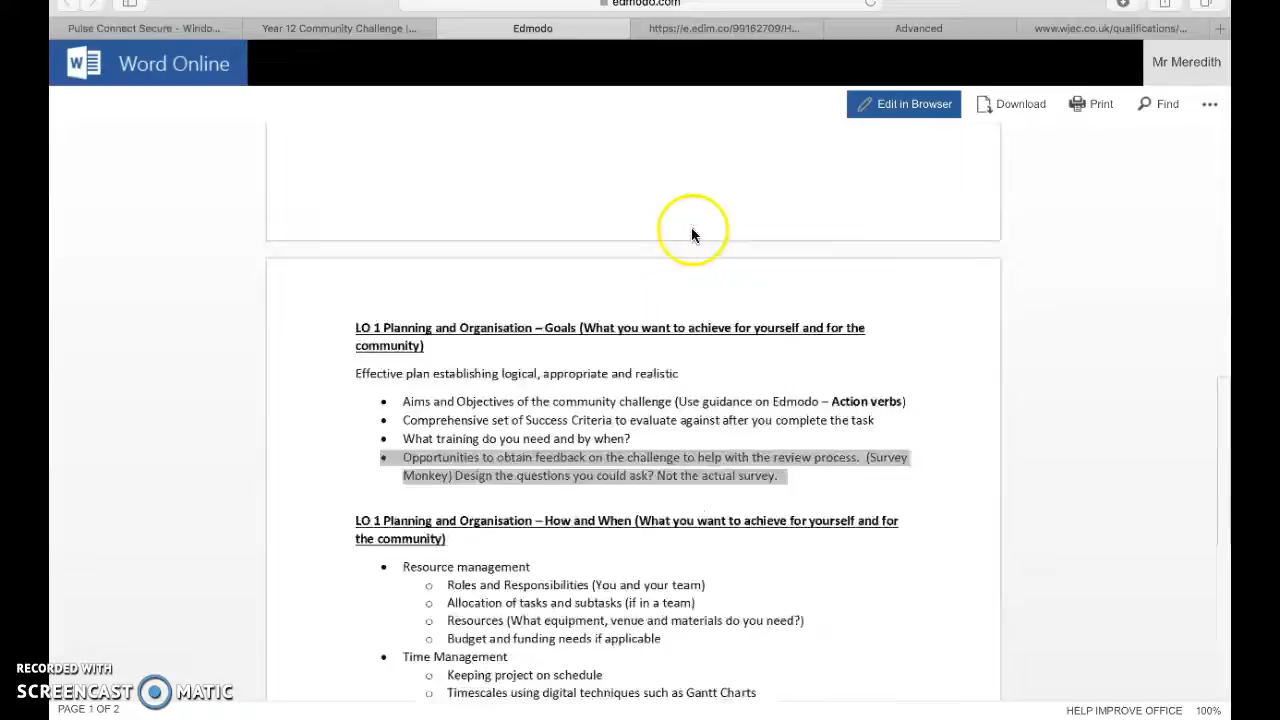 edmodo.com
Pulse Connect Secure - Windo...
Year 12 Community Challenge |...
Edmodo
https://e.edim.co/99162709/H...
Advanced
www.wjec.co.uk/qualifications/...
Word Online
Mr Meredith
Edit in Browser
Download
Print
Find
LO 1 Planning and Organisation – Goals (What you want to achieve for yourself and for the
community)
Effective plan establishing logical, appropriate and realistic
• Aims and Objectives of the community challenge (Use guidance on Edmodo – Action verbs)
• Comprehensive set of Success Criteria to evaluate against after you complete the task
• What training do you need and by when?
• Opportunities to obtain feedback on the challenge to help with the review process. (Survey
Monkey) Design the questions you could ask? Not the actual survey.
LO 1 Planning and Organisation – How and When (What you want to achieve for yourself and for
the community)
• Resource management
o Roles and Responsibilities (You and your team)
o Allocation of tasks and subtasks (if in a team)
o Resources (What equipment, venue and materials do you need?)
o Budget and funding needs if applicable
• Time Management
o Keeping project on schedule
o Timescales using digital techniques such as Gantt Charts
RECORDED WITH
SCREENCAST MATIC
PAGE 1 OF 2
HELP IMPROVE OFFICE 100%